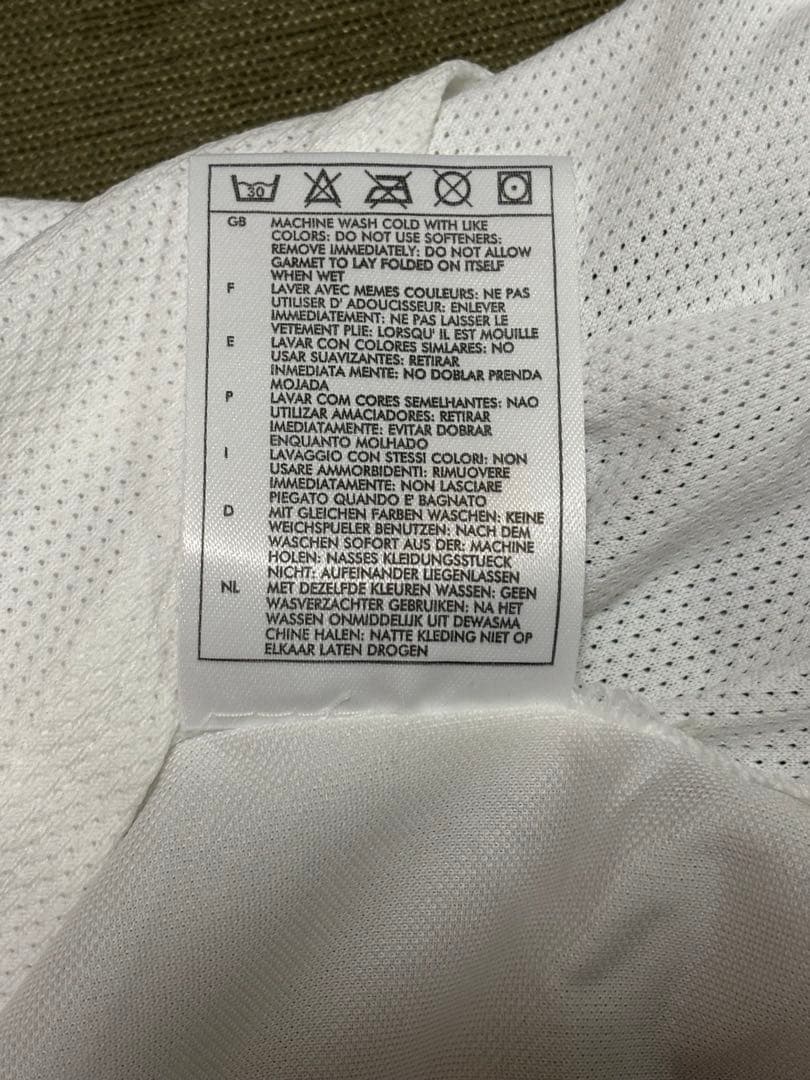 30
GB MACHINE WASH COLD WITH LIKE
COLORS: DO NOT USE SOFTENERS:
REMOVE IMMEDIATELY: DO NOT ALLOW
GARMET TO LAY FOLDED ON ITSELF
WHEN WET
F LAVER AVEC MEMES COULEURS: NE PAS
UTILISER D' ADOUCISSEUR: ENLEVER
IMMEDIATEMENT: NE PAS LAISSER LE
VETEMENT PLIE: LORSQU' IL EST MOUILLE
E LAVAR CON COLORES SIMLARES: NO
USAR SUAVIZANTES: RETIRAR
INMEDIATA MENTE: NO DOBLAR PRENDA
MOJADA
P LAVAR COM CORES SEMELHANTES: NAO
UTILIZAR AMACIADORES: RETIRAR
IMEDIATAMENTE: EVITAR DOBRAR
ENQUANTO MOLHADO
I LAVAGGIO CON STESSI COLORI: NON
USARE AMMORBIDENTI: RIMUOVERE
IMMEDIATAMENTE: NON LASCIARE
PIEGATO QUANDO E' BAGNATO
D MIT GLEICHEN FARBEN WASCHEN: KEINE
WEICHSPUELER BENUTZEN: NACH DEM
WASCHEN SOFORT AUS DER: MACHINE
HOLEN: NASSES KLEIDUNGSSTUECK
NICHT: AUFEINANDER LIEGENLASSEN
NL MET DEZELFDE KLEUREN WASSEN: GEEN
WASVERZACHTER GEBRUIKEN: NA HET
WASSEN ONMIDDELIJK UIT DEWASMA
CHINE HALEN: NATTE KLEDING NIET OP
ELKAAR LATEN DROGEN